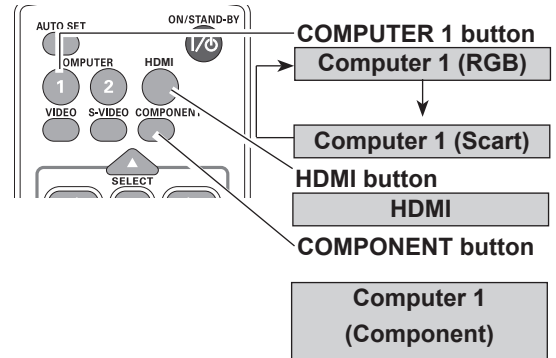 AUTO SET
ON/STAND-BY
I/⏻
OMPUTER
HDMI
1
2
VIDEO
S-VIDEO
COMPONENT
SELECT
COMPUTER 1 button
Computer 1 (RGB)
Computer 1 (Scart)
HDMI button
HDMI
COMPONENT button
Computer 1
(Component)